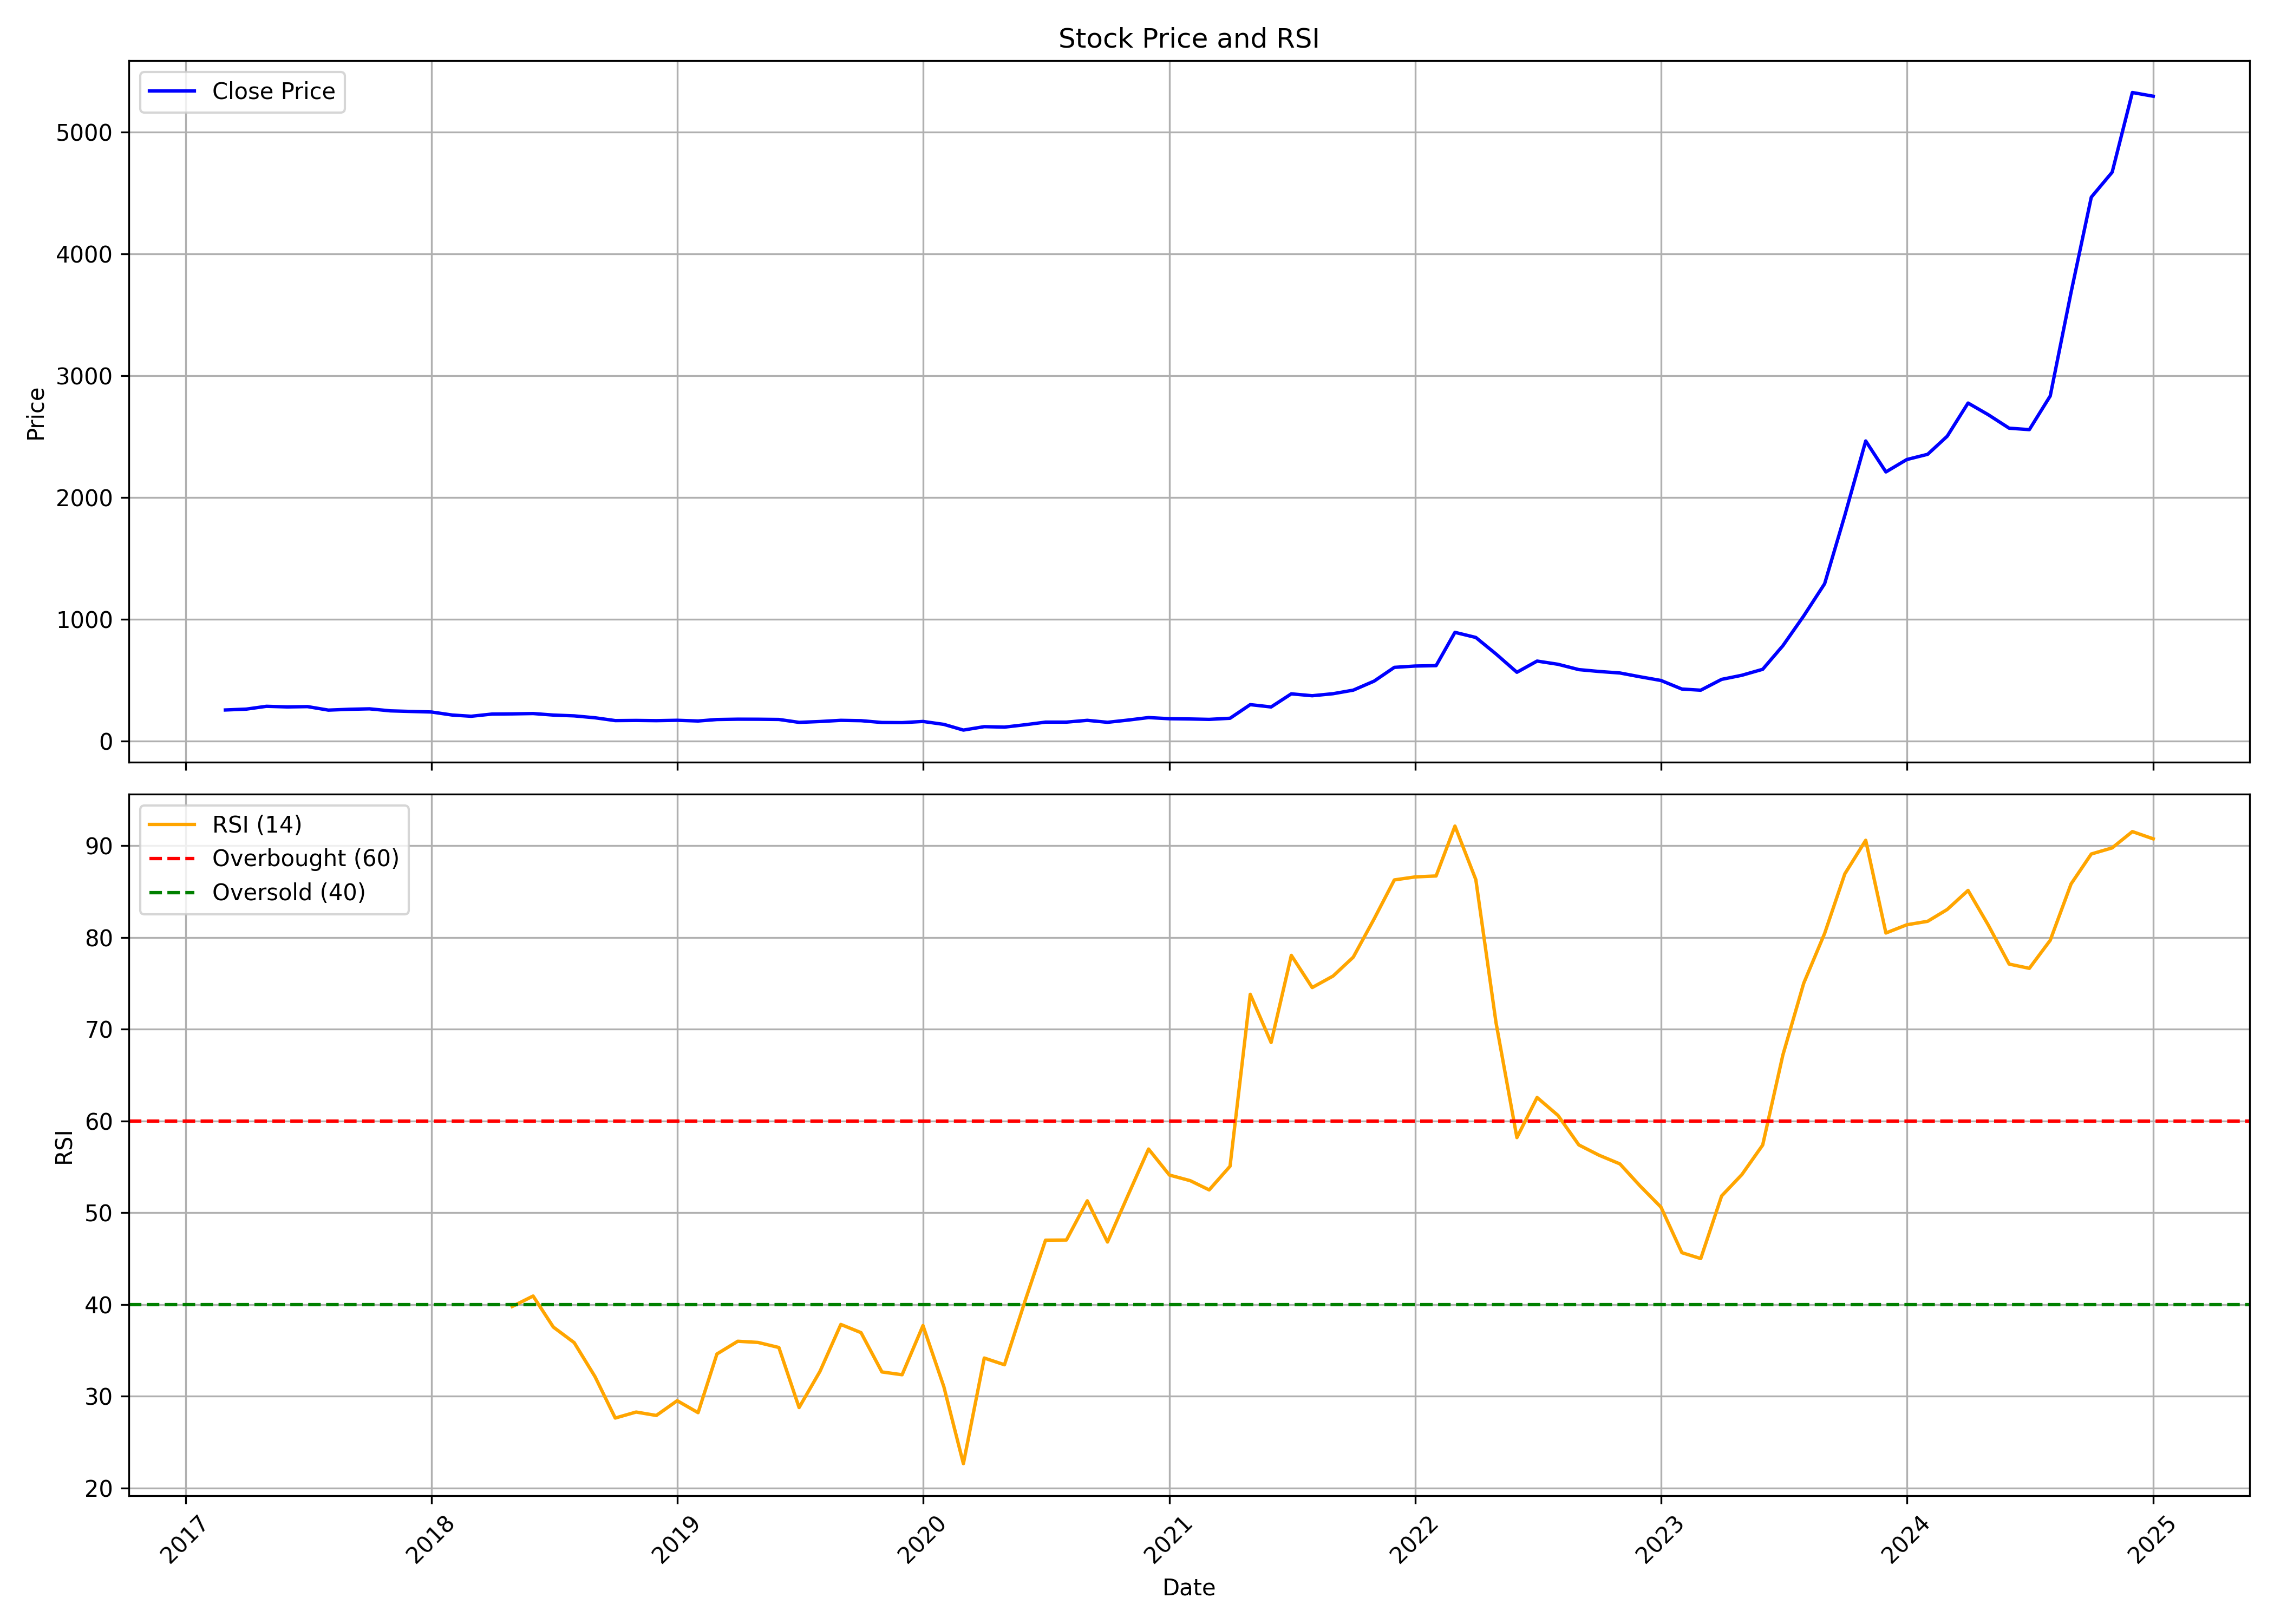 Stock Price and RSI
Close Price
5000
4000
3000
2000
1000
0
Price
RSI (14)
Overbought (60)
Oversold (40)
90
80
70
60
50
40
30
20
RSI
2017
2018
2019
2020
2021
2022
2023
2024
2025
Date